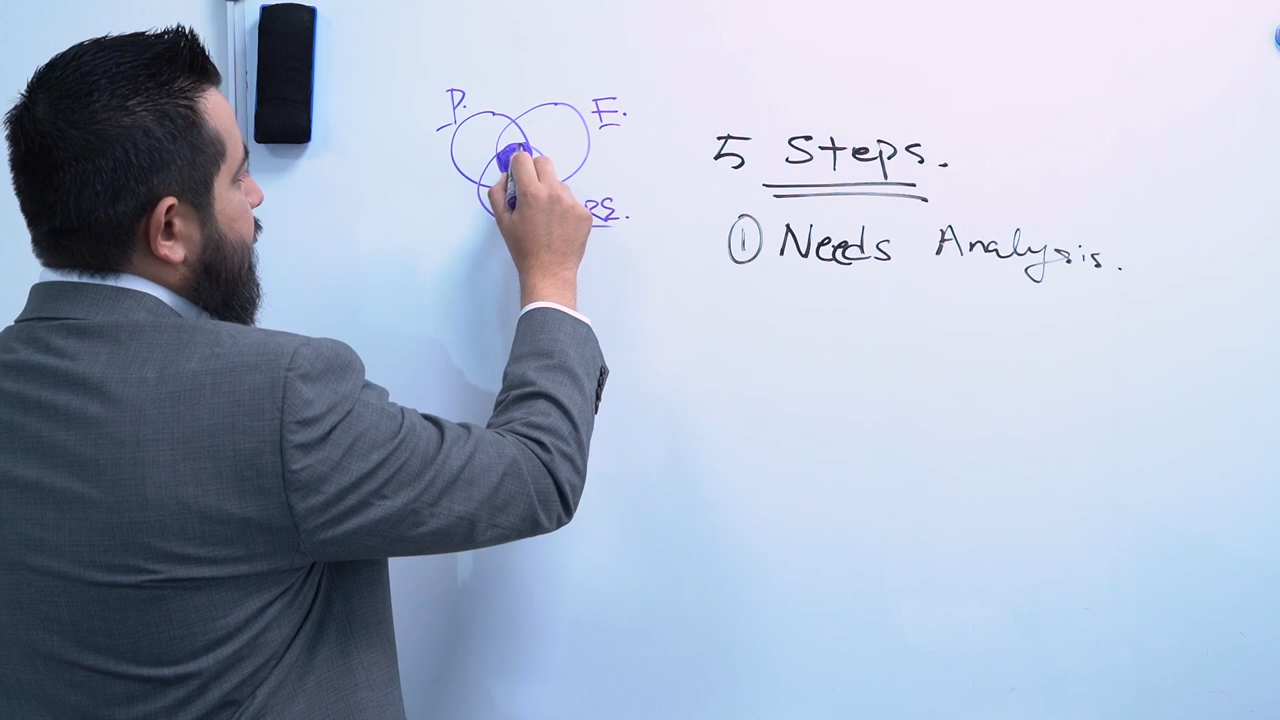 P.
E.
5 Steps.
① Needs Analysis.